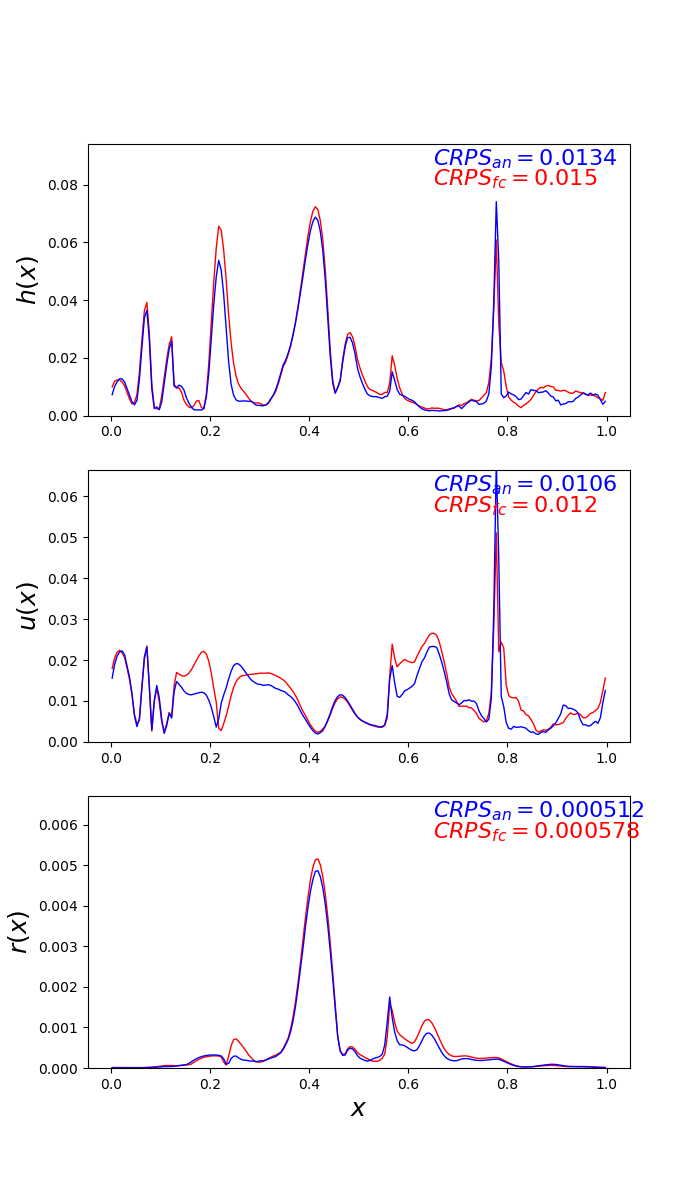 CRPS_an = 0.0134
CRPS_fc = 0.015
h(x)
0.08
0.06
0.04
0.02
0.00
0.0 0.2 0.4 0.6 0.8 1.0
CRPS_an = 0.0106
CRPS_fc = 0.012
u(x)
0.06
0.05
0.04
0.03
0.02
0.01
0.00
0.0 0.2 0.4 0.6 0.8 1.0
CRPS_an = 0.000512
CRPS_fc = 0.000578
r(x)
0.006
0.005
0.004
0.003
0.002
0.001
0.000
0.0 0.2 0.4 0.6 0.8 1.0
x